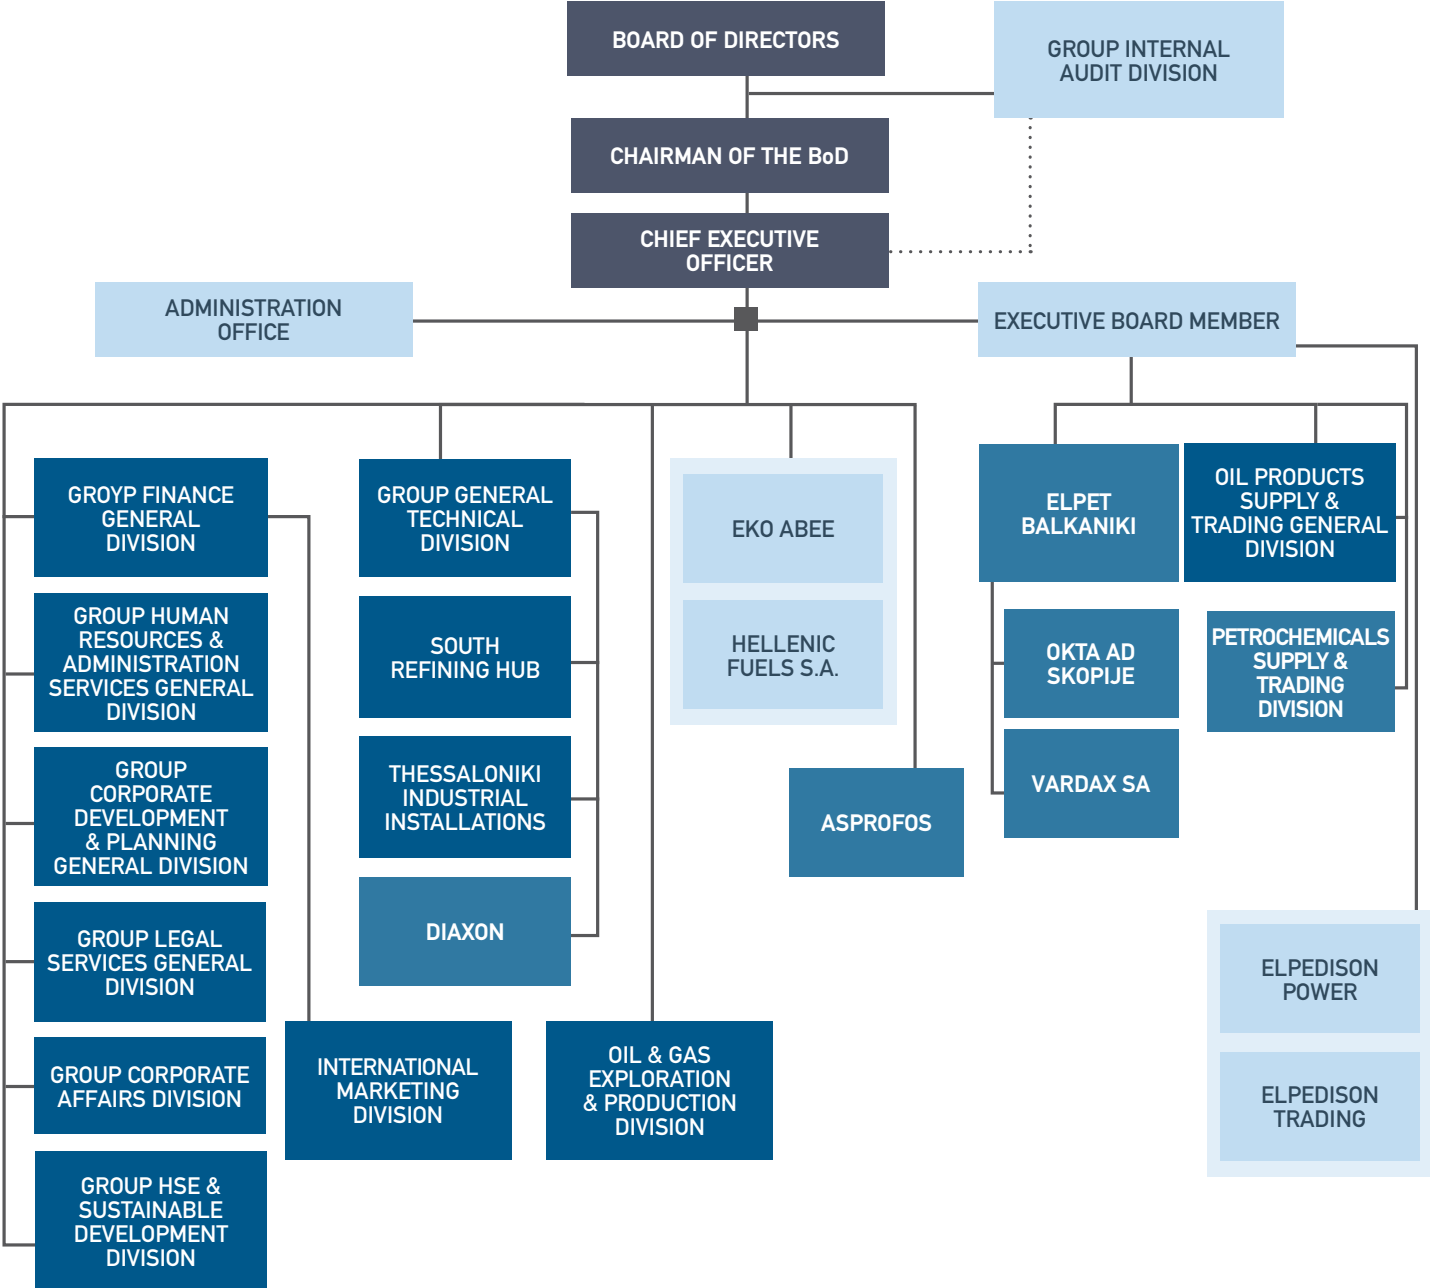 BOARD OF DIRECTORS
GROUP INTERNAL
AUDIT DIVISION
CHAIRMAN OF THE BoD
CHIEF EXECUTIVE
OFFICER
ADMINISTRATION
OFFICE
EXECUTIVE BOARD MEMBER
GROYP FINANCE
GENERAL
DIVISION
GROUP HUMAN
RESOURCES &
ADMINISTRATION
SERVICES GENERAL
DIVISION
GROUP
CORPORATE
DEVELOPMENT
& PLANNING
GENERAL DIVISION
GROUP LEGAL
SERVICES GENERAL
DIVISION
GROUP CORPORATE
AFFAIRS DIVISION
GROUP HSE &
SUSTAINABLE
DEVELOPMENT
DIVISION
INTERNATIONAL
MARKETING
DIVISION
GROUP GENERAL
TECHNICAL
DIVISION
SOUTH
REFINING HUB
THESSALONIKI
INDUSTRIAL
INSTALLATIONS
DIAXON
OIL & GAS
EXPLORATION
& PRODUCTION
DIVISION
EKO ABEE
HELLENIC
FUELS S.A.
ASPROFOS
ELPET
BALKANIKI
OKTA AD
SKOPIJE
VARDAX SA
OIL PRODUCTS
SUPPLY &
TRADING GENERAL
DIVISION
PETROCHEMICALS
SUPPLY &
TRADING
DIVISION
ELPEDISON
POWER
ELPEDISON
TRADING